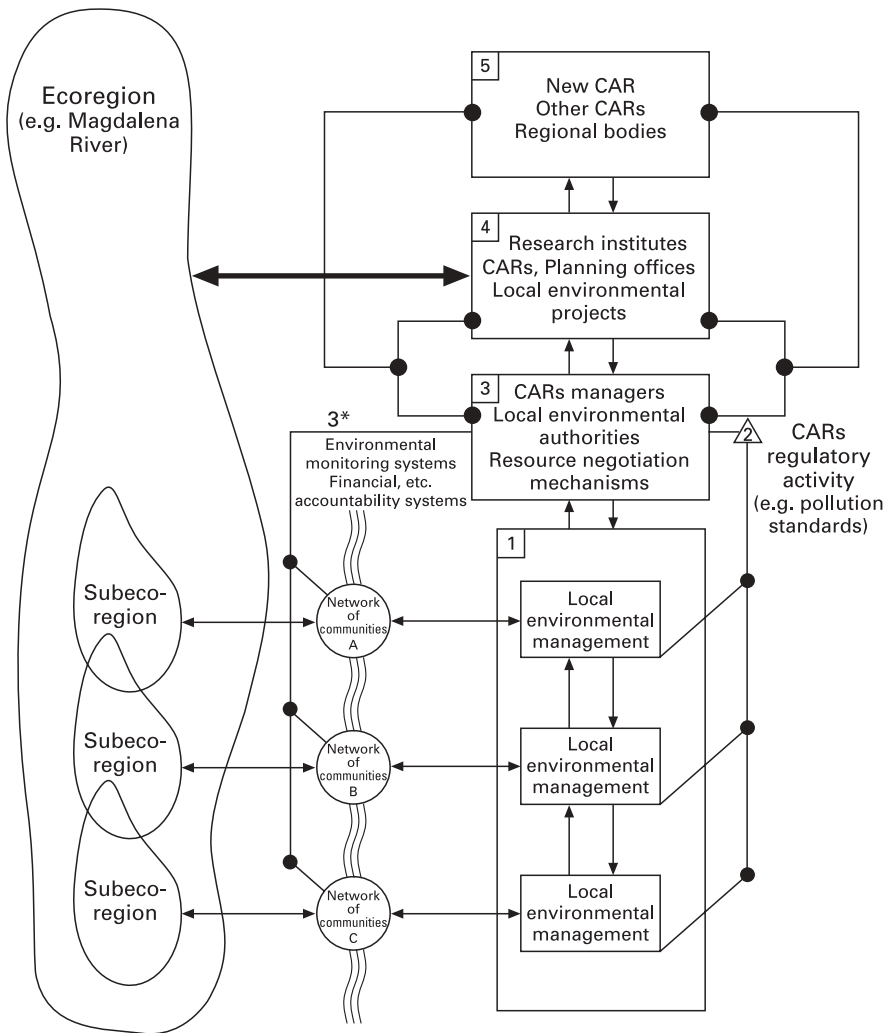 Ecoregion
(e.g. Magdalena
River)
5
New CAR
Other CARs
Regional bodies
4
Research institutes
CARs, Planning offices
Local environmental
projects
3
CARs managers
Local environmental
authorities
Resource negotiation
mechanisms
3*
Environmental
monitoring systems
Financial, etc.
accountability systems
2
CARs
regulatory
activity
(e.g. pollution
standards)
1
Subeco-
region
Network
of
communities
A
Local
environmental
management
Subeco-
region
Network
of
communities
B
Local
environmental
management
Subeco-
region
Network
of
communities
C
Local
environmental
management